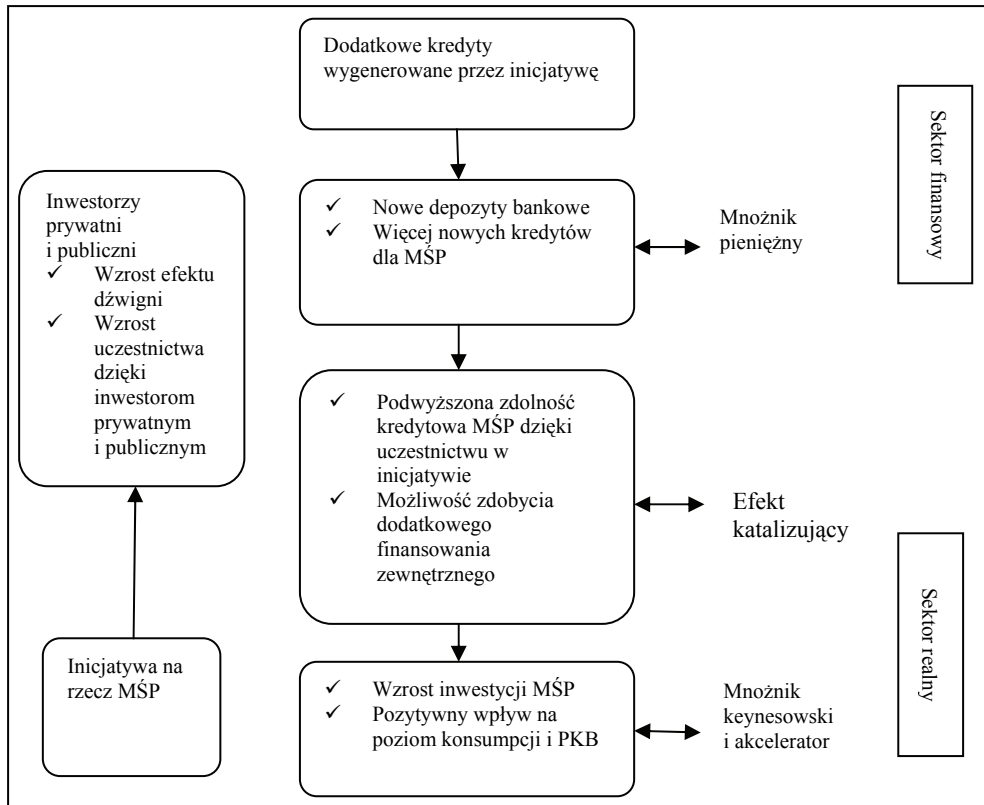 Dodatkowe kredyty
wygenerowane przez inicjatywę
Sektor finansowy
Inwestorzy
prywatni
i publiczni
✓ Wzrost efektu
dźwigni
✓ Wzrost
uczestnictwa
dzięki
inwestorom
prywatnym
i publicznym
✓ Nowe depozyty bankowe
✓ Więcej nowych kredytów
dla MŚP
Mnożnik
pieniężny
✓ Podwyższona zdolność
kredytowa MŚP dzięki
uczestnictwu w
inicjatywie
✓ Możliwość zdobycia
dodatkowego
finansowania
zewnętrznego
Efekt
katalizujący
Sektor realny
Inicjatywa na
rzecz MŚP
✓ Wzrost inwestycji MŚP
✓ Pozytywny wpływ na
poziom konsumpcji i PKB
Mnożnik
keynesowski
i akcelerator